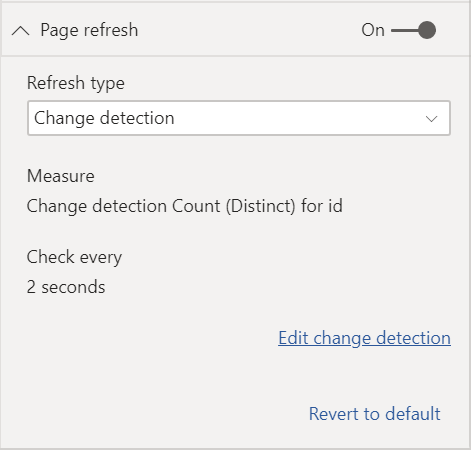 Page refresh On
Refresh type
Change detection
Measure
Change detection Count (Distinct) for id
Check every
2 seconds
Edit change detection
Revert to default